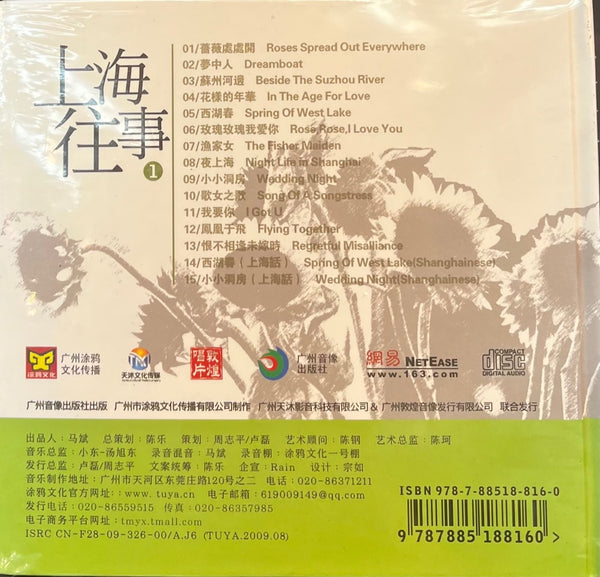 上海
往事
1
01/薔薇處處開 Roses Spread Out Everywhere
02/夢中人 Dreamboat
03/蘇州河邊 Beside The Suzhou River
04/花樣的年華 In The Age For Love
05/西湖春 Spring Of West Lake
06/玫瑰玫瑰我愛你 Rose Rose,I Love You
07/漁家女 The Fisher Maiden
08/夜上海 Night Life in Shanghai
09/小小洞房 Wedding Night
10/歌女之歌 Song Of A Songstress
11/我要你 I Got U
12/鳳凰于飛 Flying Together
13/恨不相逢未嫁時 Regretful Misalliance
14/西湖春（上海話） Spring Of West Lake(Shanghainese)
15/小小洞房（上海話） Wedding Night(Shanghainese)
涂鸦文化
广州涂鸦
文化传播
天沐文化传媒
敦煌
唱片
广州音像
出版社
網易 NETEASE
www.163.com
COMPACT
disc
DIGITAL AUDIO
广州音像出版社出版 广州市涂鸦文化传播有限公司制作 广州天沐影音科技有限公司 & 广州敦煌音像发行有限公司 联合发行
出品人：马斌 总策划：陈乐 策划：周志平/卢磊 艺术顾问：陈钢 艺术总监：陈珂
音乐总监：小东-汤旭东 录音混音：马斌 录音棚：涂鸦文化一号棚
发行总监：卢磊/周志平 文案统筹：陈乐 企宣：Rain 设计：宗如
音乐制作地址：广州市天河区东莞庄路120号之二 电话：020-86371211
涂鸦文化官方网址：www.tuya.cn 电子邮箱：619009149@qq.com
发行电话：020-86559515 传真：020-86357985
电子商务平台网址：tmyx.tmall.com
ISRC CN-F28-09-326-00/A.J6 (TUYA.2009.08)
ISBN 978-7-88518-816-0
9 787885 188160 >